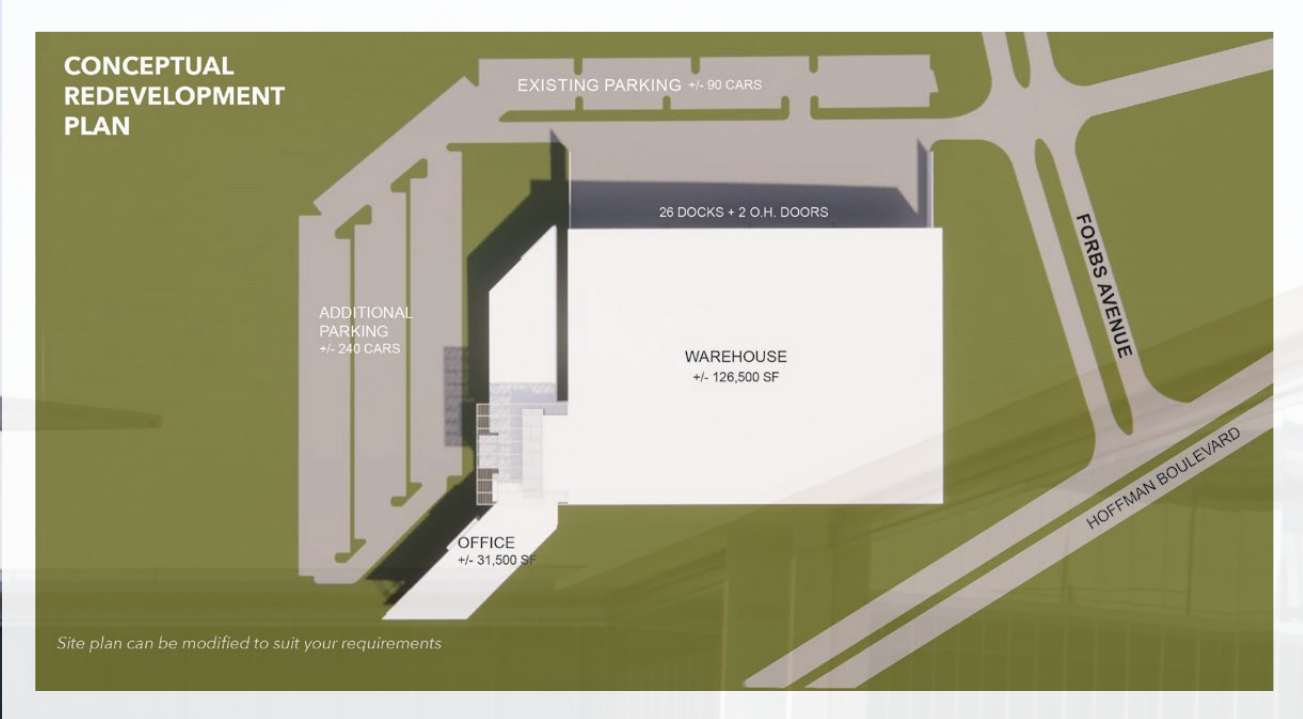 CONCEPTUAL
REDEVELOPMENT
PLAN
EXISTING PARKING +/- 90 CARS
26 DOCKS + 2 O.H. DOORS
FORBS AVENUE
ADDITIONAL
PARKING
+/- 240 CARS
WAREHOUSE
+/- 126,500 SF
HOFFMAN BOULEVARD
OFFICE
+/- 31,500 SF
Site plan can be modified to suit your requirements